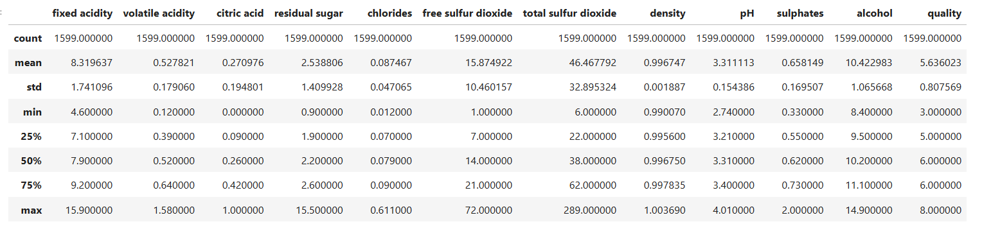 fixed acidity volatile acidity citric acid residual sugar chlorides free sulfur dioxide total sulfur dioxide density pH sulphates alcohol quality
count 1599.000000 1599.000000 1599.000000 1599.000000 1599.000000 1599.000000 1599.000000 1599.000000 1599.000000 1599.000000 1599.000000 1599.000000
mean 8.319637 0.527821 0.270976 2.538806 0.087467 15.874922 46.467792 0.996747 3.311113 0.658149 10.422983 5.636023
std 1.741096 0.179060 0.194801 1.409928 0.047065 10.460157 32.895324 0.001887 0.154386 0.169507 1.065668 0.807569
min 4.600000 0.120000 0.000000 0.900000 0.012000 1.000000 6.000000 0.990070 2.740000 0.330000 8.400000 3.000000
25% 7.100000 0.390000 0.090000 1.900000 0.070000 7.000000 22.000000 0.995600 3.210000 0.550000 9.500000 5.000000
50% 7.900000 0.520000 0.260000 2.200000 0.079000 14.000000 38.000000 0.996750 3.310000 0.620000 10.200000 6.000000
75% 9.200000 0.640000 0.420000 2.600000 0.090000 21.000000 62.000000 0.997835 3.400000 0.730000 11.100000 6.000000
max 15.900000 1.580000 1.000000 15.500000 0.611000 72.000000 289.000000 1.003690 4.010000 2.000000 14.900000 8.000000